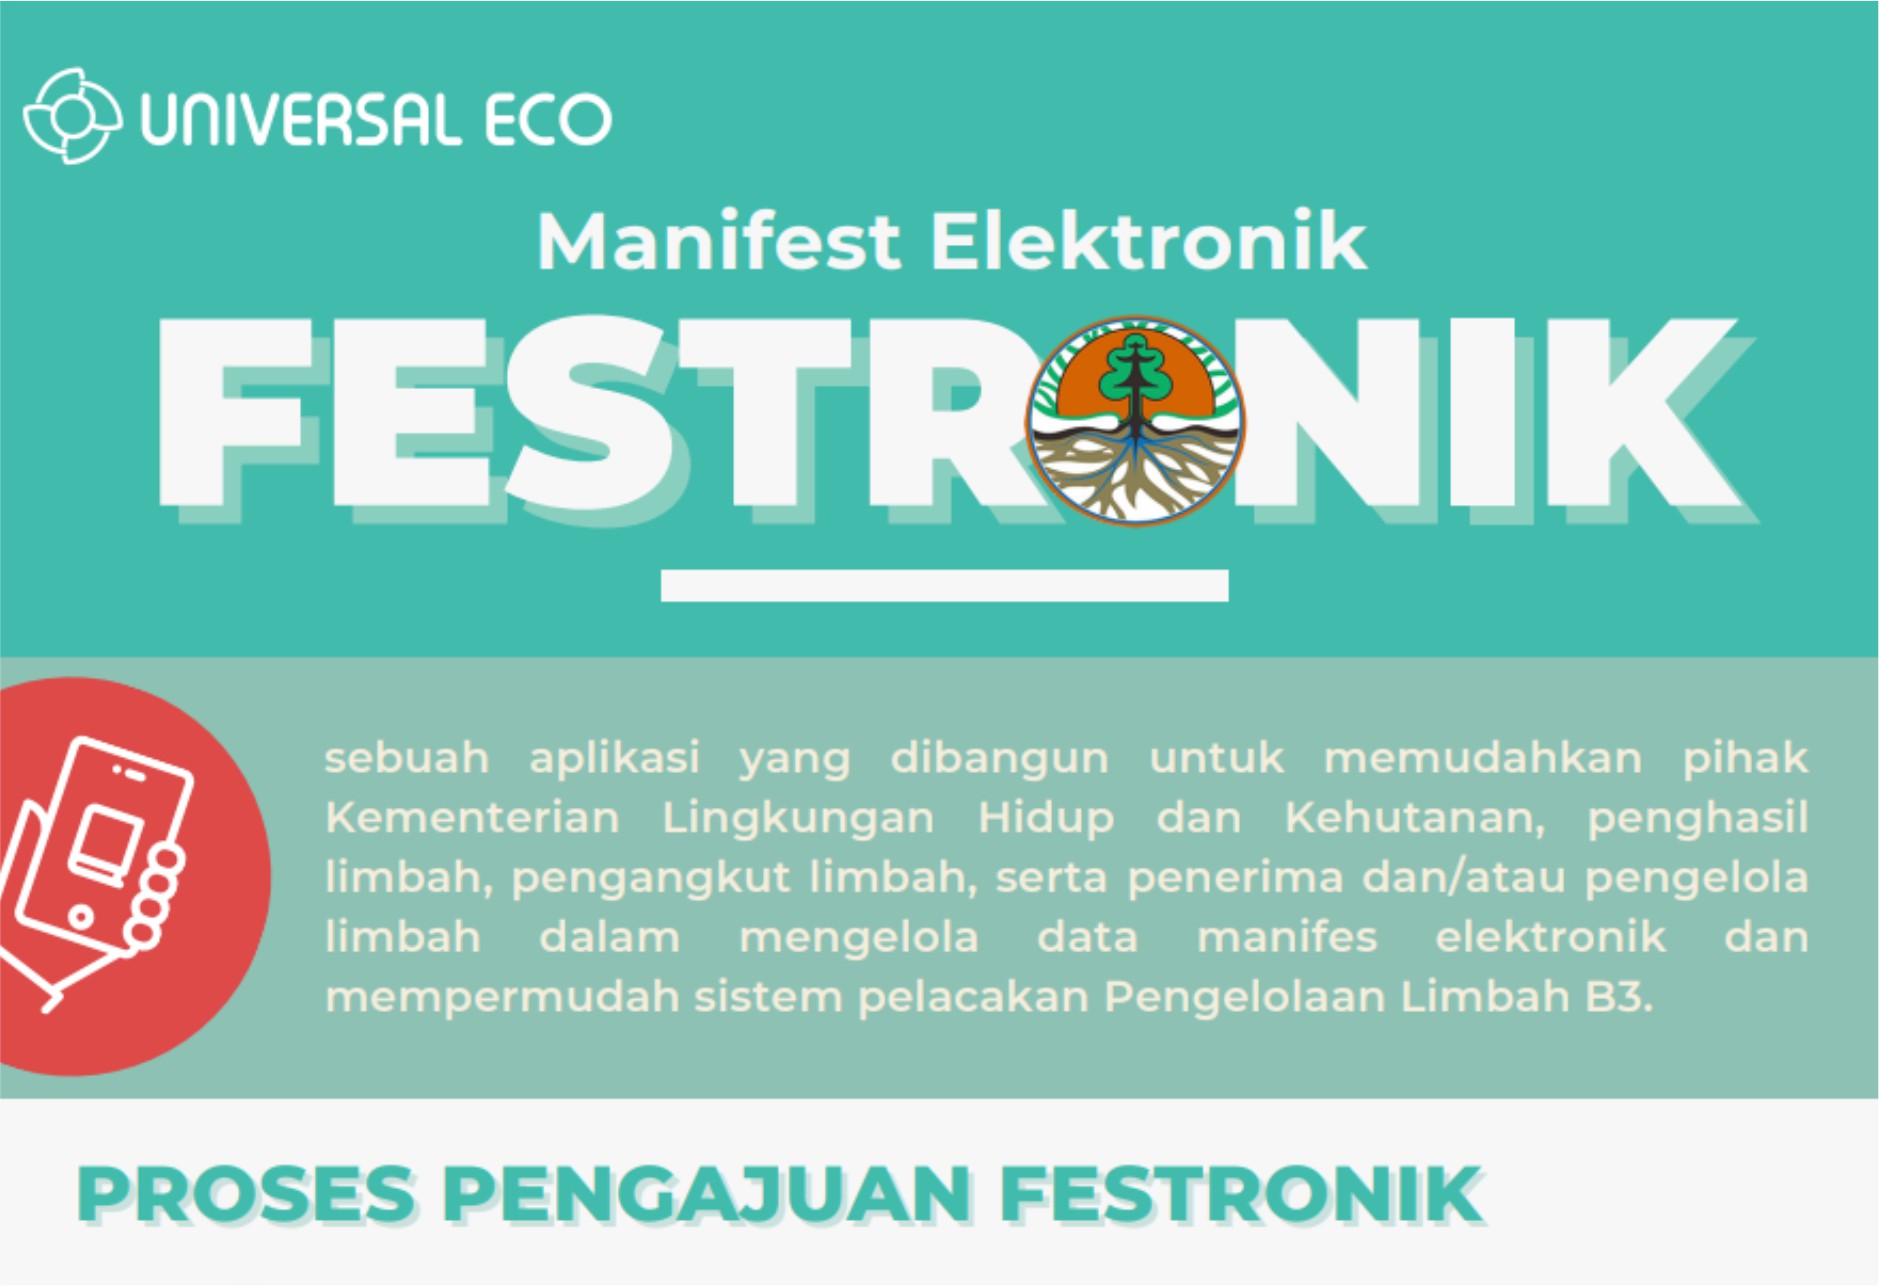 UNIVERSAL ECO
Manifest Elektronik
FESTRONIK
sebuah aplikasi yang dibangun untuk memudahkan pihak
Kementerian Lingkungan Hidup dan Kehutanan, penghasil
limbah, pengangkut limbah, serta penerima dan/atau pengelola
limbah dalam mengelola data manifes elektronik dan
mempermudah sistem pelacakan Pengelolaan Limbah B3.
PROSES PENGAJUAN FESTRONIK